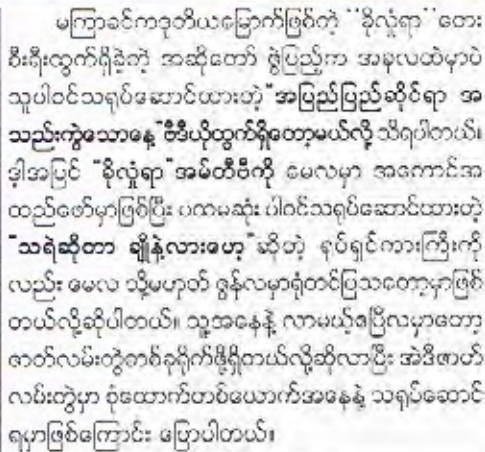 မကြာခင်ကဒုတိယမြောက်ဖြစ်တဲ့ "ခိုလှုံရာ" တေး
စီးရီးထွက်ရှိခဲ့တဲ့ အဆိုတော် ဖွဲပြည့်က အခုလထဲမှာပဲ
သူပါဝင်သရုပ်ဆောင်ထားတဲ့ "အပြည်ပြည်ဆိုင်ရာ အ
သည်းကွဲသောနေ့" ဗီဒီယိုထွက်ရှိတော့မယ်လို့ သိရပါတယ်။
ဒါ့အပြင် "ခိုလှုံရာ" အမ်တီဗီကို မေလမှာ အကောင်အ
ထည်ဖော်မှာဖြစ်ပြီး ပထမဆုံး ပါဝင်သရုပ်ဆောင်ထားတဲ့
"သရဲဆိုတာ ချိုနဲ့လားဟေ့" ဆိုတဲ့ ရုပ်ရှင်ကားကြီးကို
လည်း မေလ သို့မဟုတ် ဇွန်လမှာရုံတင်ပြသတော့မှာဖြစ်
တယ်လို့ဆိုပါတယ်။ သူ့အနေနဲ့ လာမယ့်ဧပြီလမှာတော့
ဇာတ်လမ်းတွဲတစ်ခုရိုက်ဖို့ရှိတယ်လို့ဆိုလာပြီး အဲဒီဇာတ်
လမ်းတွဲမှာ စုံထောက်တစ်ယောက်အနေနဲ့ သရုပ်ဆောင်
ရမှာဖြစ်ကြောင်း ပြောပါတယ်။